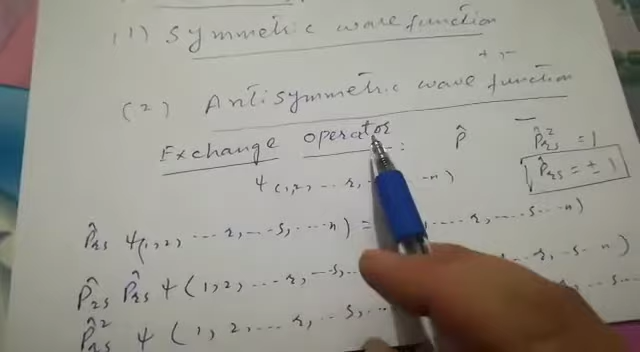 (1) Symmetric wave function
+, -
(2) Antisymmetric wave function
Exchange Operator : P̂ P̂²rs = 1
ψ(1,2, ... r, ... n) P̂rs = ± 1
P̂rs ψ(1,2, ... r, ... s, ... n) = , ... r, ... s ... n)
P̂rs P̂rs ψ(1,2, ... r, ... s, ... r, ... s ... n)
P̂²rs ψ(1,2, ... r, ... s, ... s...